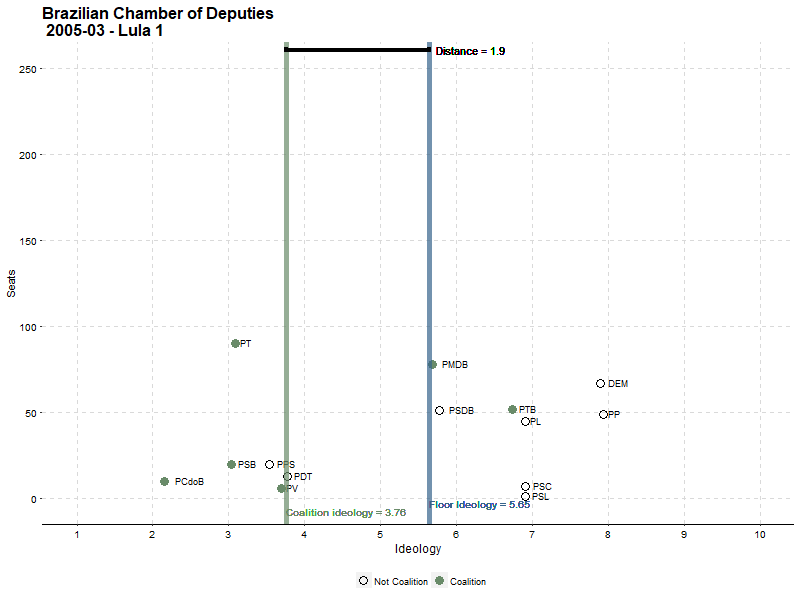 Brazilian Chamber of Deputies
2005-03 - Lula 1
Distance = 1.9
250
200
150
100
50
0
Seats
PT
PMDB
DEM
PSDB
PTB
PP
PL
PSB
PPS
PDT
PCdoB
PV
PSC
PSL
Floor Ideology = 5.65
Coalition ideology = 3.76
1 2 3 4 5 6 7 8 9 10
Ideology
Not Coalition Coalition